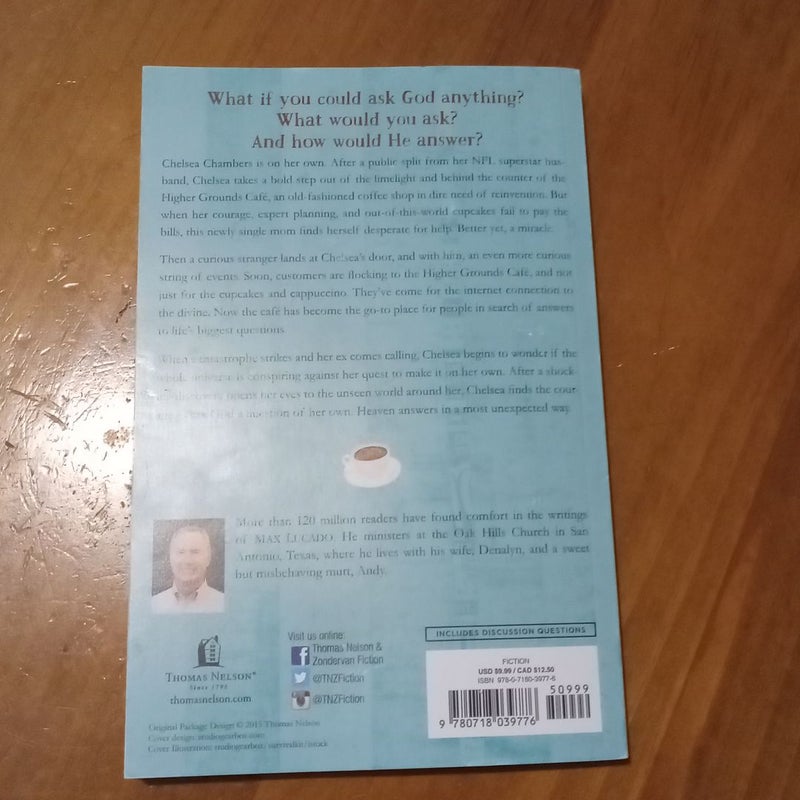 What if you could ask God anything?
What would you ask?
And how would He answer?
Chelsea Chambers is on her own. After a public split from her NFL superstar hus-
band, Chelsea takes a bold step out of the limelight and behind the counter of the
Higher Grounds Café, an old-fashioned coffee shop in dire need of reinvention. But
when her courage, expert planning, and out-of-this-world cupcakes fail to pay the
bills, this newly single mom finds herself desperate for help. Better yet, a miracle.
Then a curious stranger lands at Chelsea's door, and with him, an even more curious
string of events. Soon, customers are flocking to the Higher Grounds Café, and not
just for the cupcakes and cappuccino. They've come for the internet connection to
the divine. Now the café has become the go-to place for people in search of answers
to life's biggest questions.
When catastrophe strikes and her ex comes calling, Chelsea begins to wonder if the
whole universe is conspiring against her quest to make it on her own. After a shock-
discovery opens her eyes to the unseen world around her, Chelsea finds the cour-
God a question of her own. Heaven answers in a most unexpected way.
More than 120 million readers have found comfort in the writings
of MAX LUCADO. He ministers at the Oak Hills Church in San
Antonio, Texas, where he lives with his wife, Denalyn, and a sweet
but misbehaving mutt, Andy.
THOMAS NELSON®
Since 1798
thomasnelson.com
Visit us online:
Thomas Nelson &
Zondervan Fiction
@TNZFiction
@TNZFiction
INCLUDES DISCUSSION QUESTIONS
FICTION
USD $9.99 / CAD $12.50
ISBN 978-0-7180-3977-6
50999
9 780718 039776
Original Package Design © 2015 Thomas Nelson
Cover design: studiogearbox.com
Cover Illustration: studiogearbox / istock